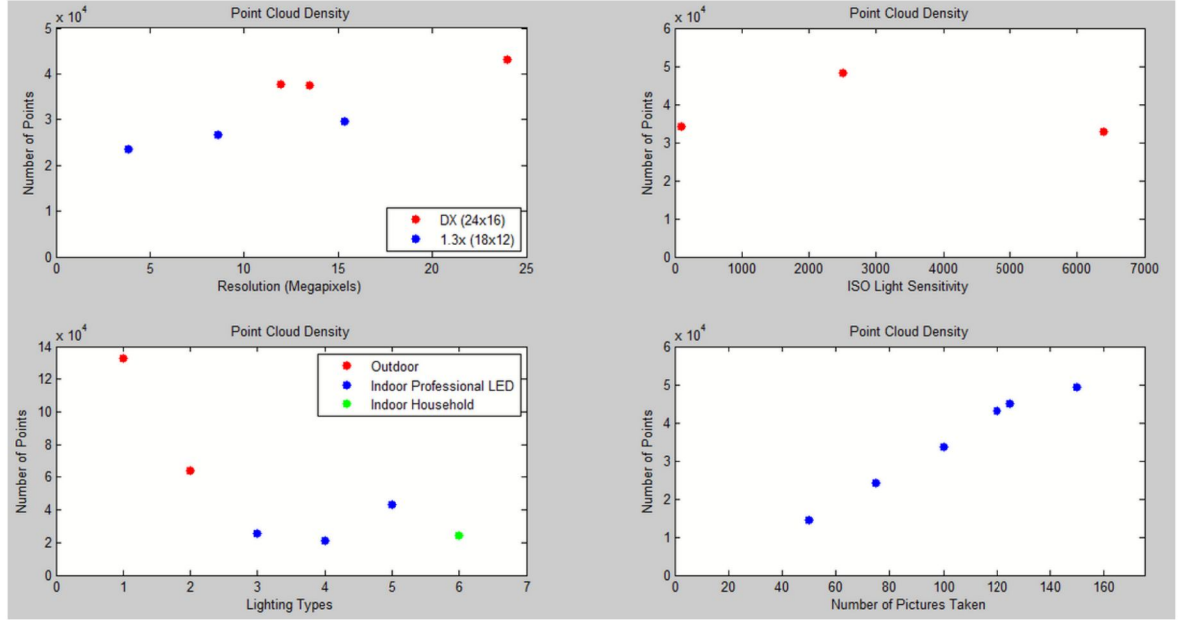 Point Cloud Density
x 10^4
5
4
3
2
1
0
Number of Points
0 5 10 15 20 25
Resolution (Megapixels)
DX (24x16)
1.3x (18x12)
Point Cloud Density
x 10^4
6
5
4
3
2
1
0
Number of Points
0 1000 2000 3000 4000 5000 6000 7000
ISO Light Sensitivity
Point Cloud Density
x 10^4
14
12
10
8
6
4
2
0
Number of Points
0 1 2 3 4 5 6 7
Lighting Types
Outdoor
Indoor Professional LED
Indoor Household
Point Cloud Density
x 10^4
6
5
4
3
2
1
0
Number of Points
0 20 40 60 80 100 120 140 160
Number of Pictures Taken